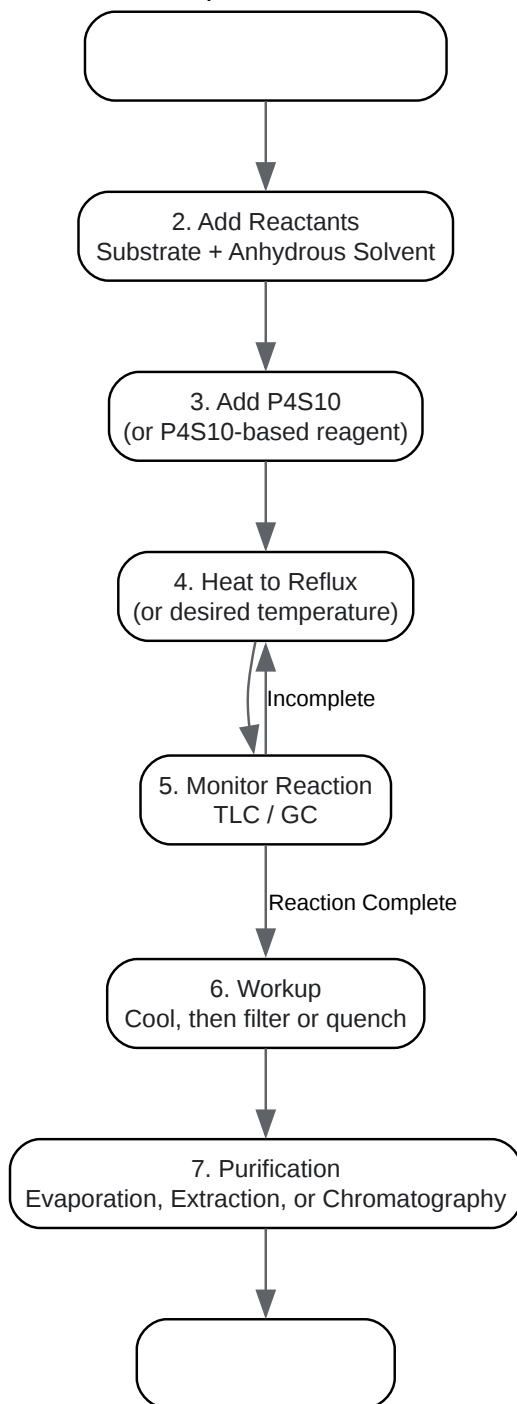 2. Add Reactants
Substrate + Anhydrous Solvent
3. Add P4S10
(or P4S10-based reagent)
4. Heat to Reflux
(or desired temperature)
Incomplete
5. Monitor Reaction
TLC / GC
Reaction Complete
6. Workup
Cool, then filter or quench
7. Purification
Evaporation, Extraction, or Chromatography